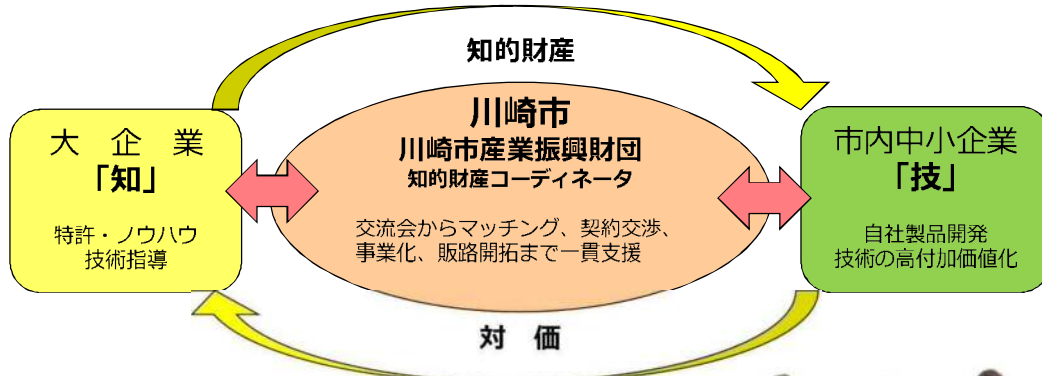 知的財産
大　企　業
「知」
特許・ノウハウ
技術指導
川崎市
川崎市産業振興財団
知的財産コーディネータ
交流会からマッチング、契約交渉、
事業化、販路開拓まで一貫支援
市内中小企業
「技」
自社製品開発
技術の高付加価値化
対　価